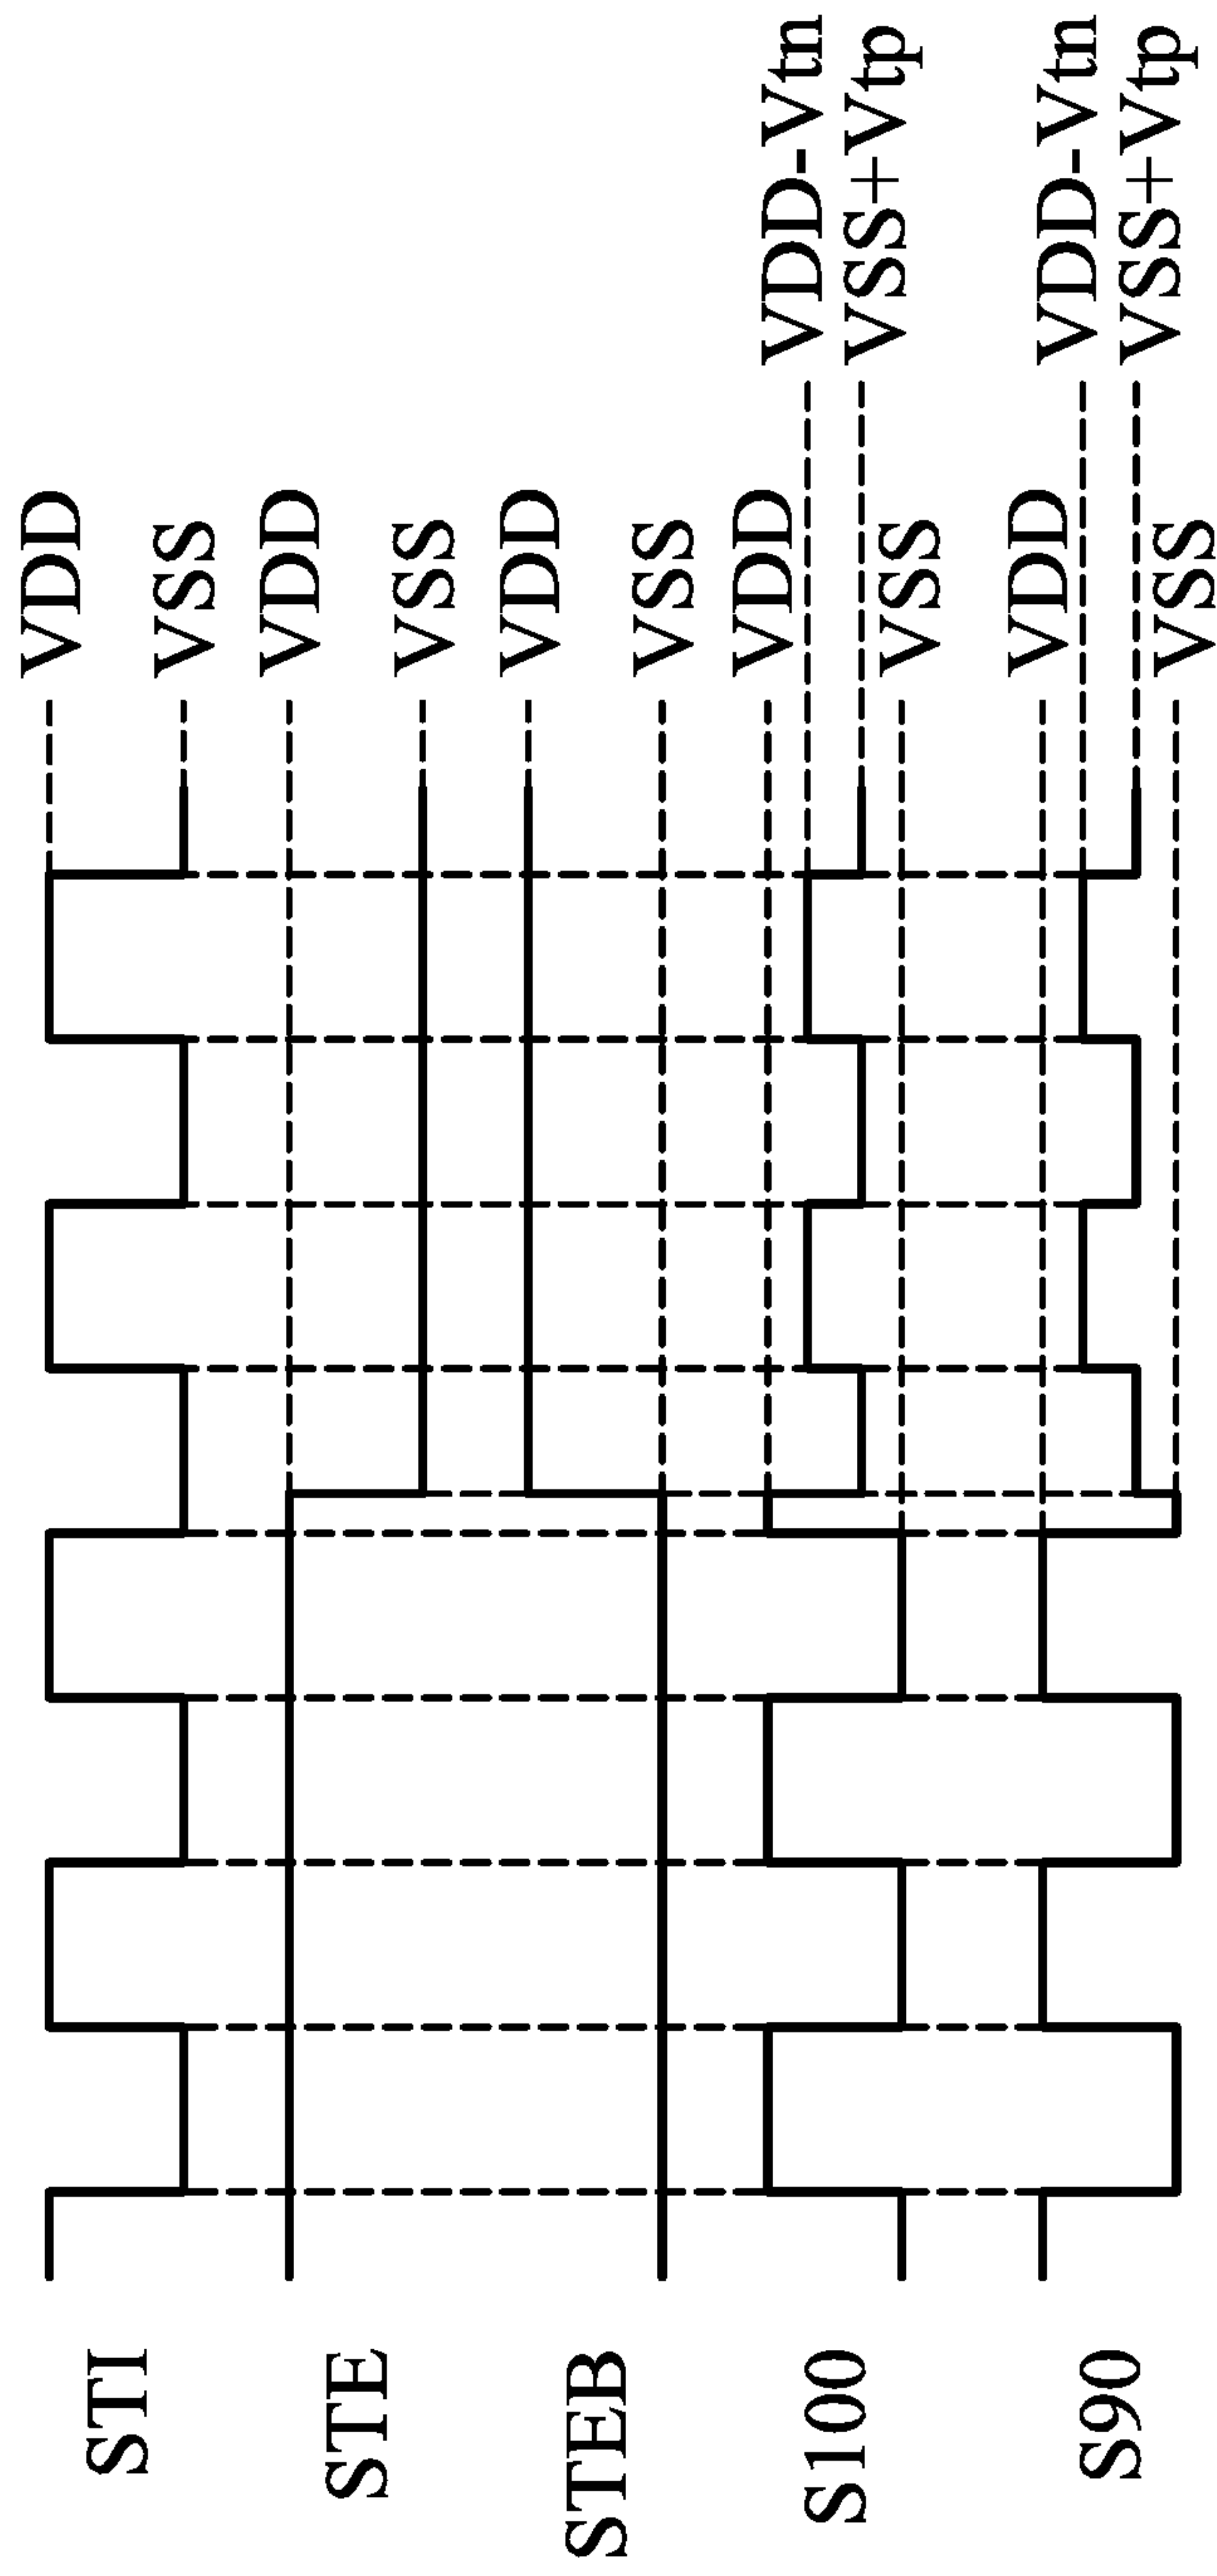 STI
VDD
VSS
STE
VDD
VSS
STEB
VDD
VSS
S100
VDD
VDD-Vtn
VSS+Vtp
VSS
S90
VDD
VDD-Vtn
VSS+Vtp
VSS